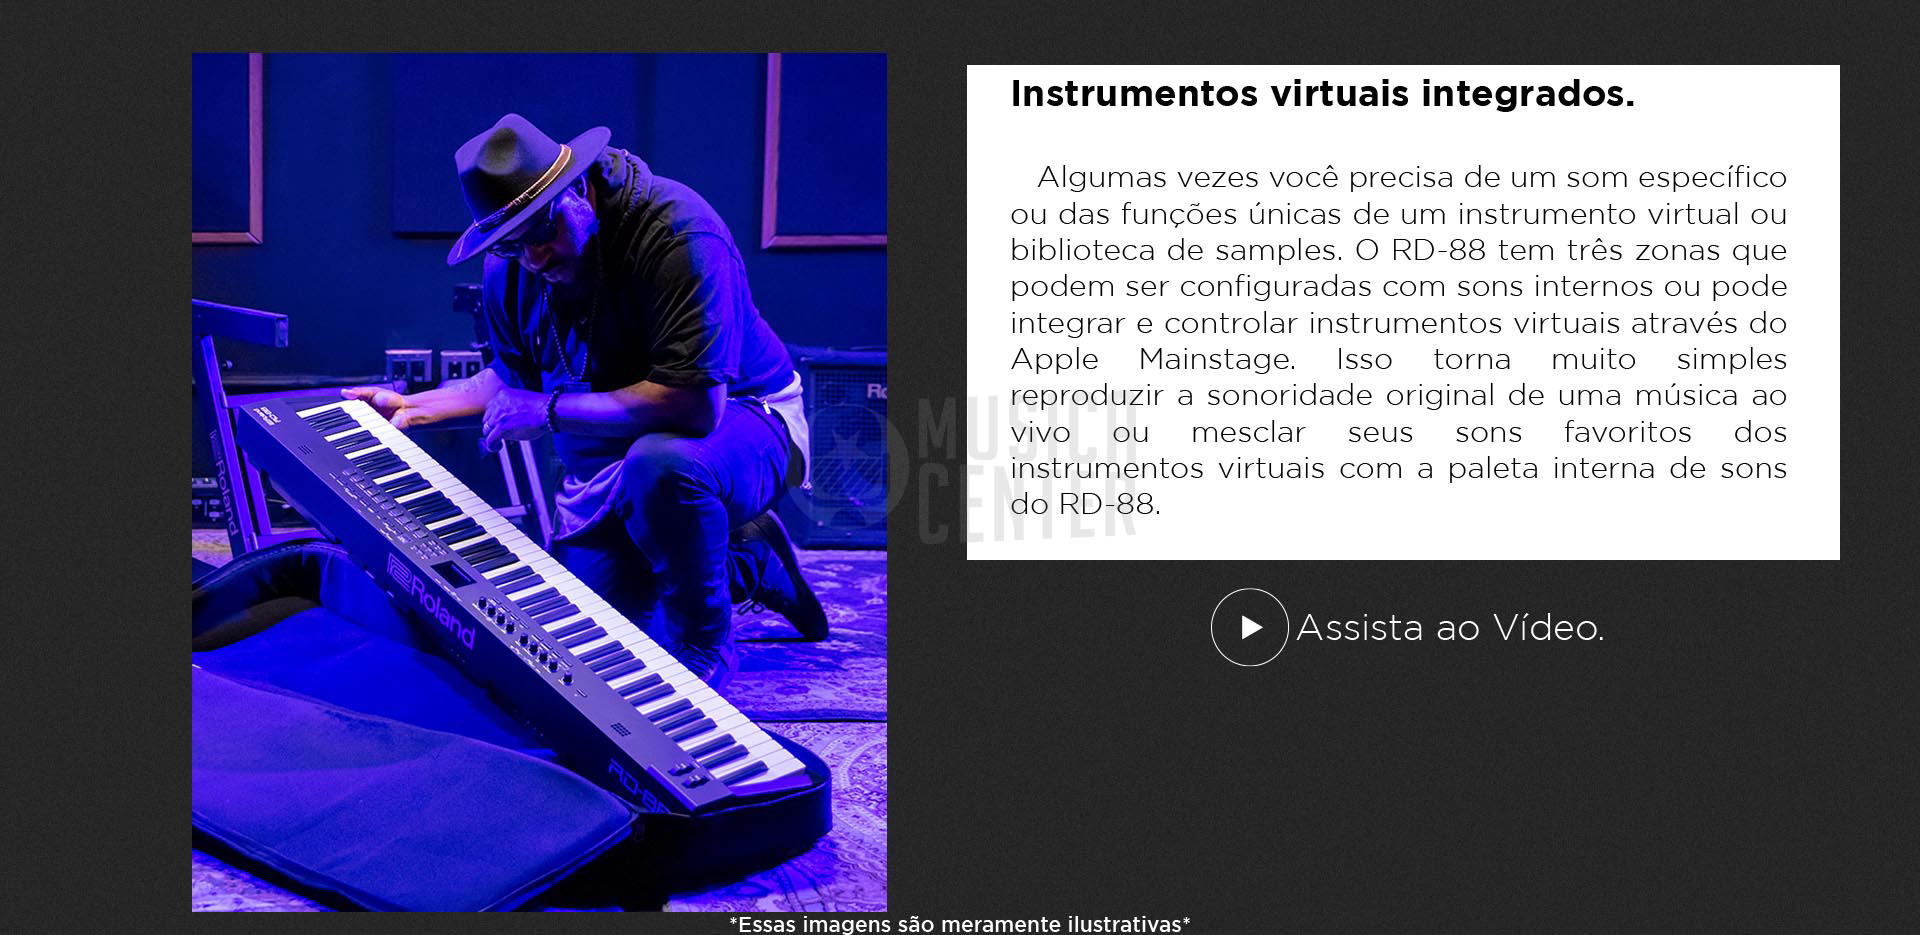 Instrumentos virtuais integrados.
Algumas vezes você precisa de um som específico
ou das funções únicas de um instrumento virtual ou
biblioteca de samples. O RD-88 tem três zonas que
podem ser configuradas com sons internos ou pode
integrar e controlar instrumentos virtuais através do
Apple Mainstage. Isso torna muito simples
reproduzir a sonoridade original de uma música ao
vivo ou mesclar seus sons favoritos dos
instrumentos virtuais com a paleta interna de sons
do RD-88.
MUSICH
CENTER
Assista ao Vídeo.
Roland
Roland
RD-88
Ro
*Essas imagens são meramente ilustrativas*